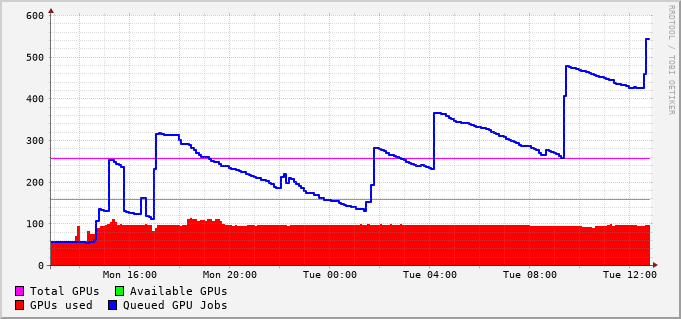 600
500
400
300
200
100
0
Mon 16:00 Mon 20:00 Tue 00:00 Tue 04:00 Tue 08:00 Tue 12:00
Total GPUs Available GPUs
GPUs used Queued GPU Jobs
RRDTOOL / TOBI OETIKER